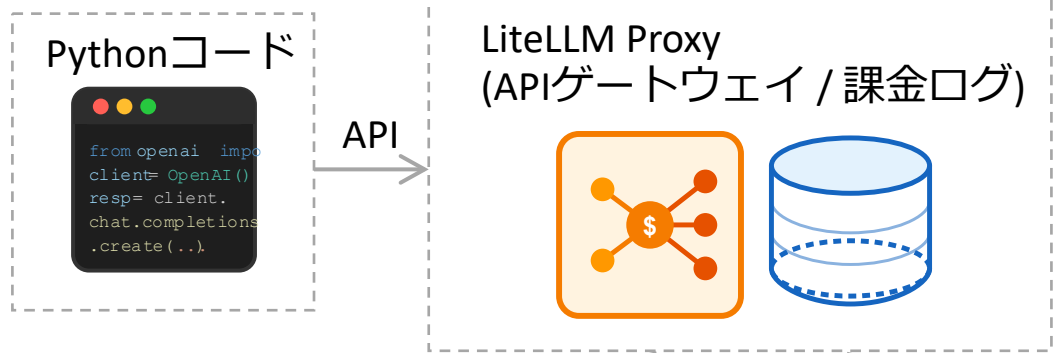 Pythonコード
from openai impo
client= OpenAI()
resp= client.
chat.completions
.create(..).
API
LiteLLM Proxy
(APIゲートウェイ / 課金ログ)
$